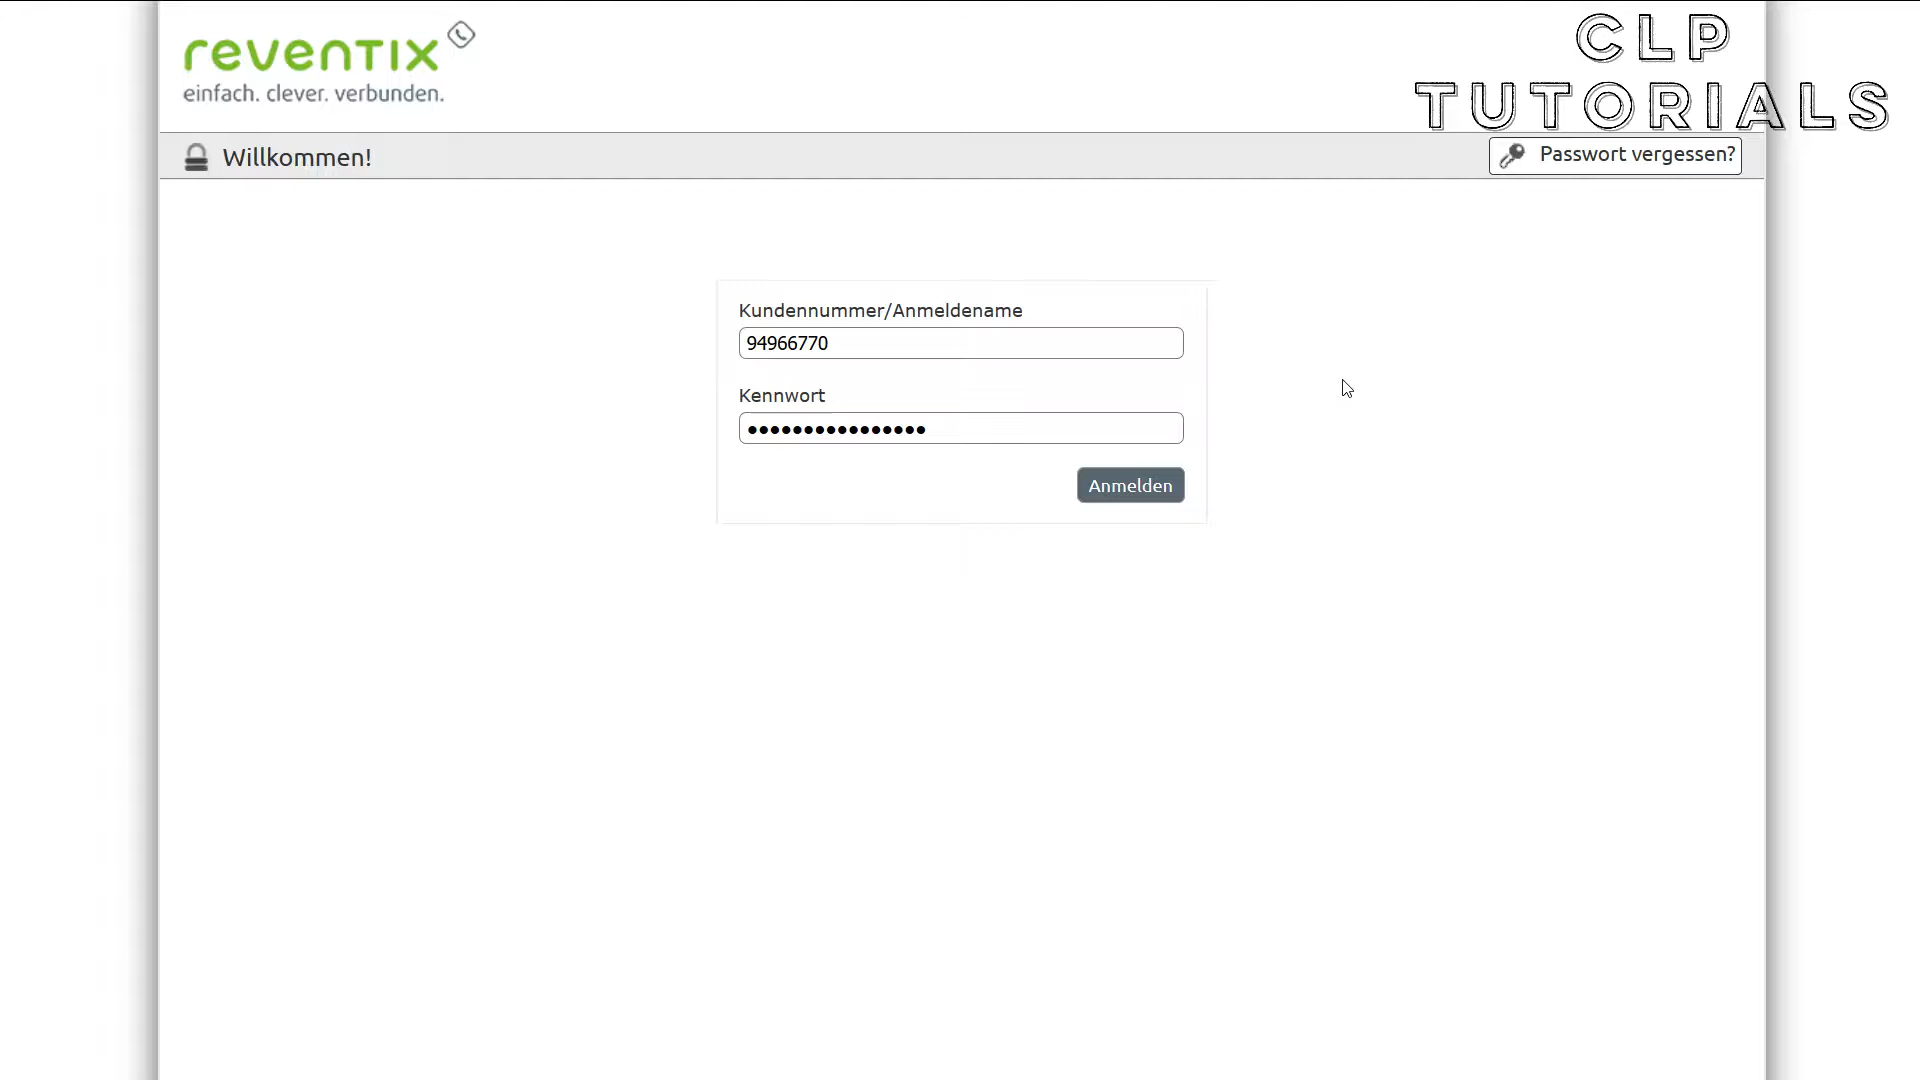 reventix
einfach. clever. verbunden.
CLP
TUTORIALS
Willkommen!
Passwort vergessen?
Kundennummer/Anmeldename
94966770
Kennwort
••••••••••••••••
Anmelden